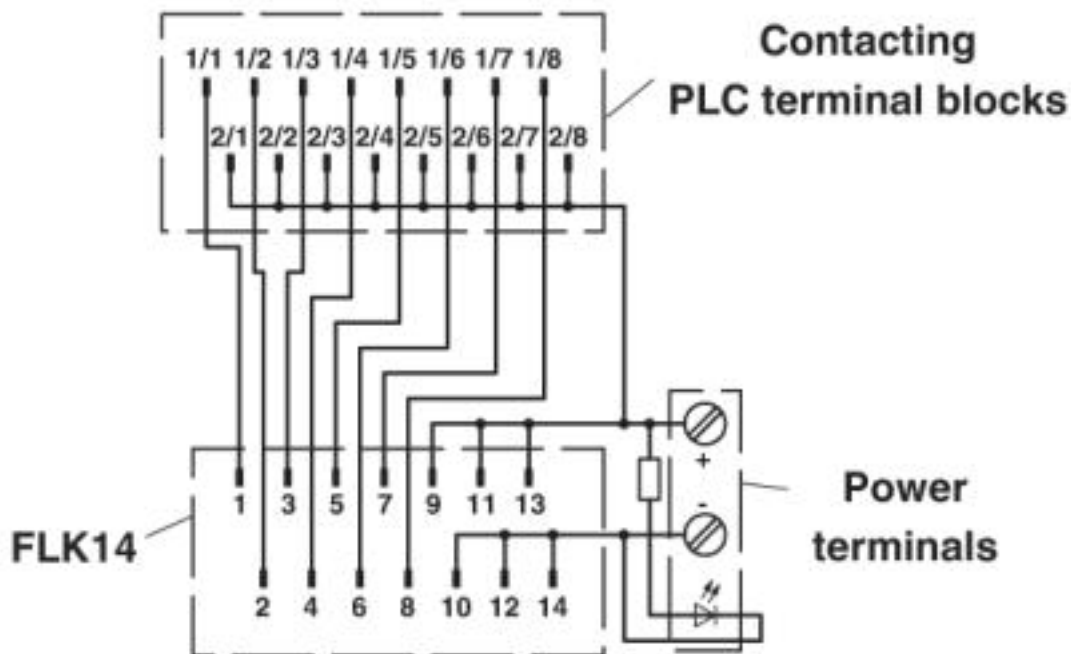 Contacting
PLC terminal blocks
1/1 1/2 1/3 1/4 1/5 1/6 1/7 1/8
2/1 2/2 2/3 2/4 2/5 2/6 2/7 2/8
+
-
Power
terminals
FLK14
1 3 5 7 9 11 13
2 4 6 8 10 12 14